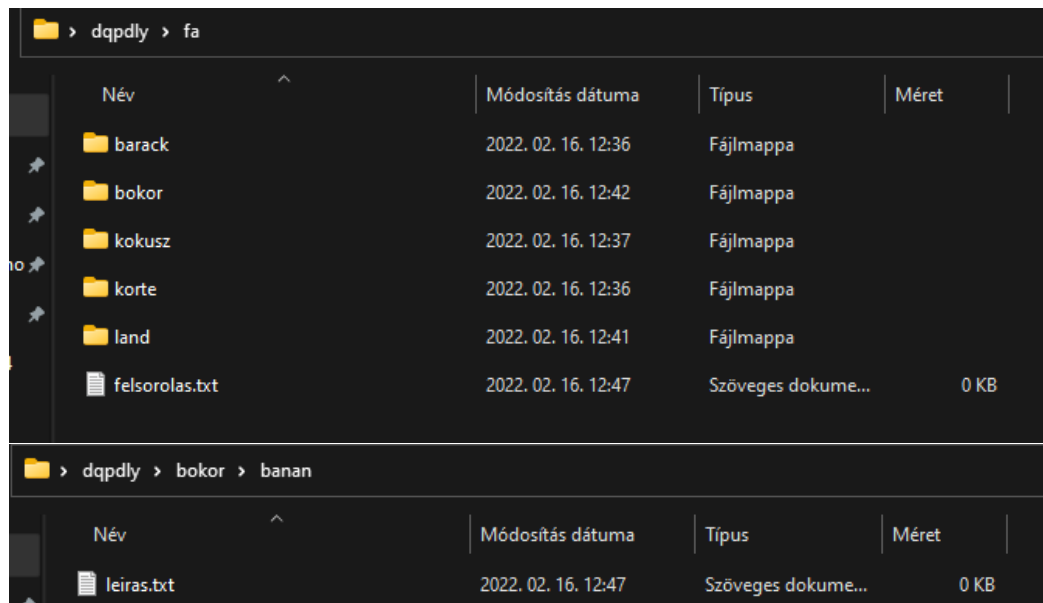 dqpdly > fa
Név Módosítás dátuma Típus Méret
barack 2022. 02. 16. 12:36 Fájlmappa
bokor 2022. 02. 16. 12:42 Fájlmappa
kokusz 2022. 02. 16. 12:37 Fájlmappa
no
korte 2022. 02. 16. 12:36 Fájlmappa
land 2022. 02. 16. 12:41 Fájlmappa
felsorolas.txt 2022. 02. 16. 12:47 Szöveges dokume... 0 KB
dqpdly > bokor > banan
Név Módosítás dátuma Típus Méret
leiras.txt 2022. 02. 16. 12:47 Szöveges dokume... 0 KB